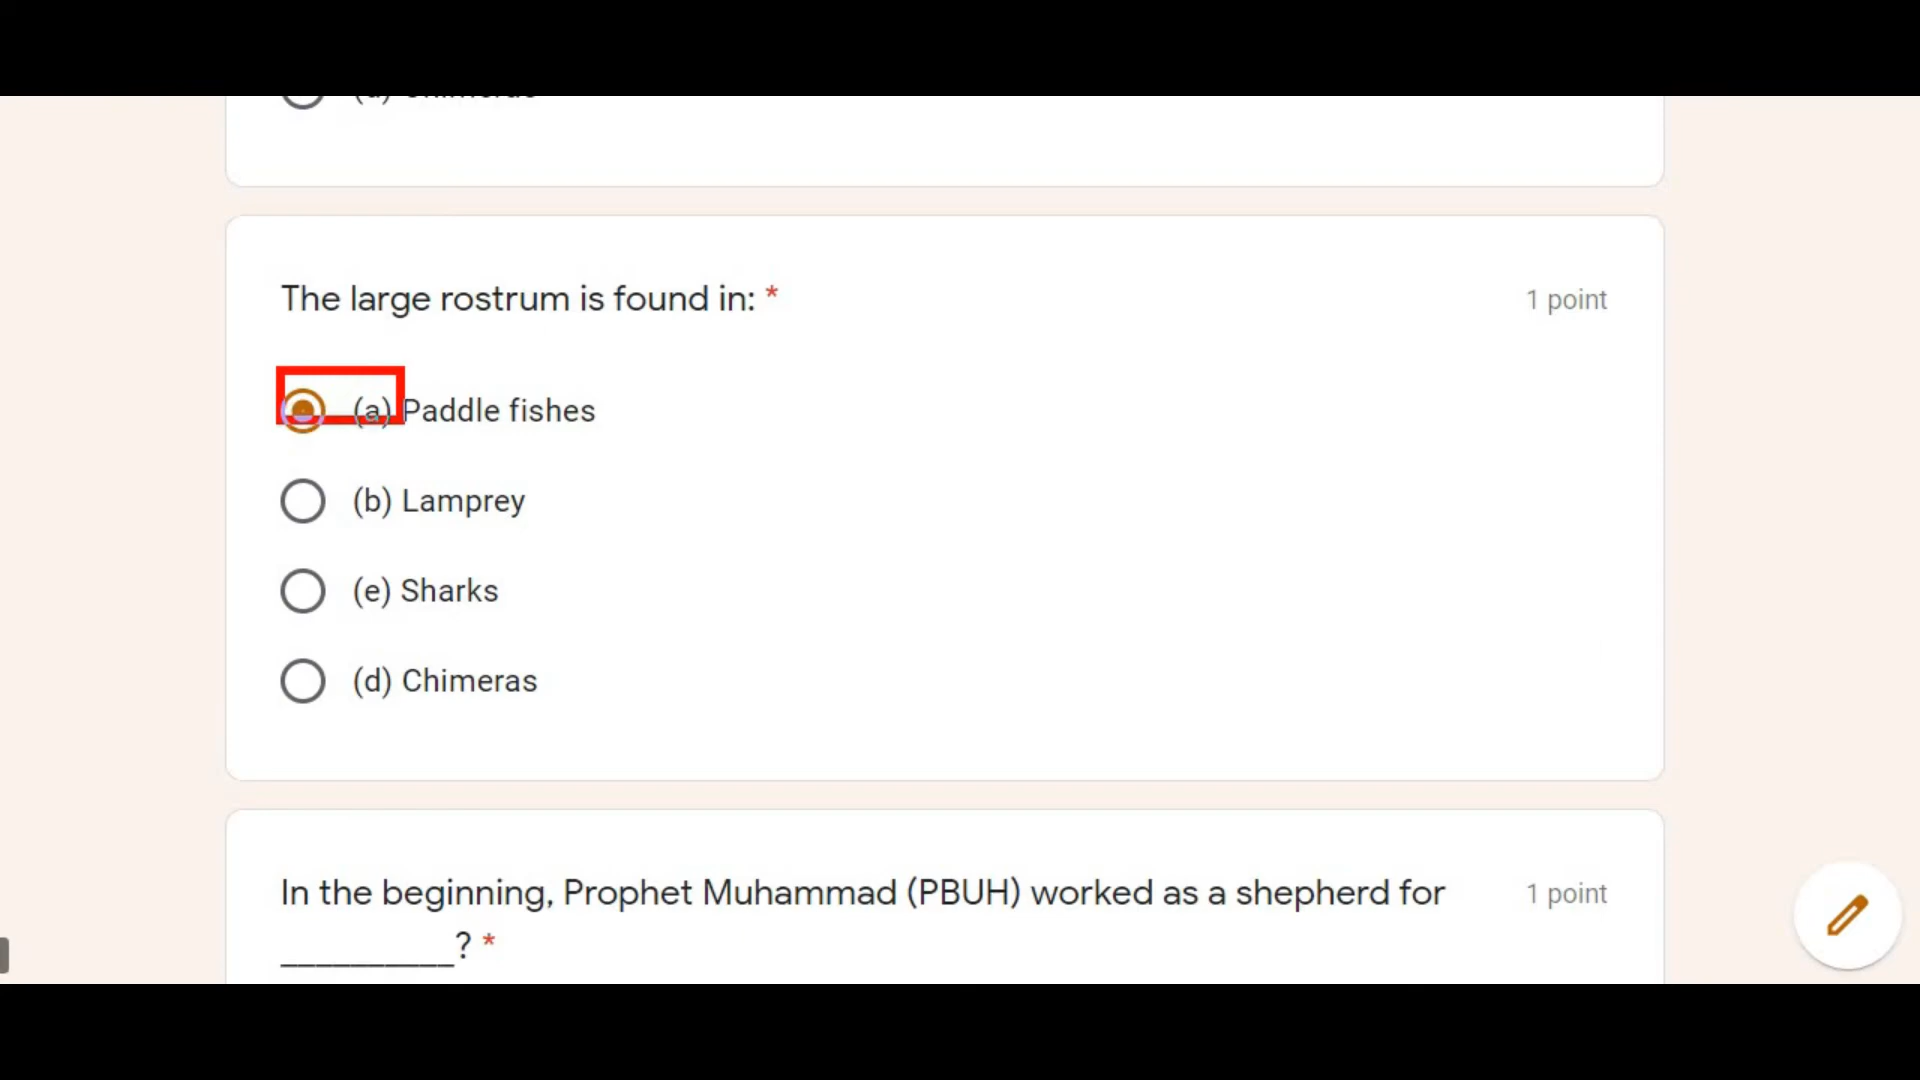 The large rostrum is found in: *
1 point
(a) Paddle fishes
(b) Lamprey
(e) Sharks
(d) Chimeras
In the beginning, Prophet Muhammad (PBUH) worked as a shepherd for
1 point
__________? *